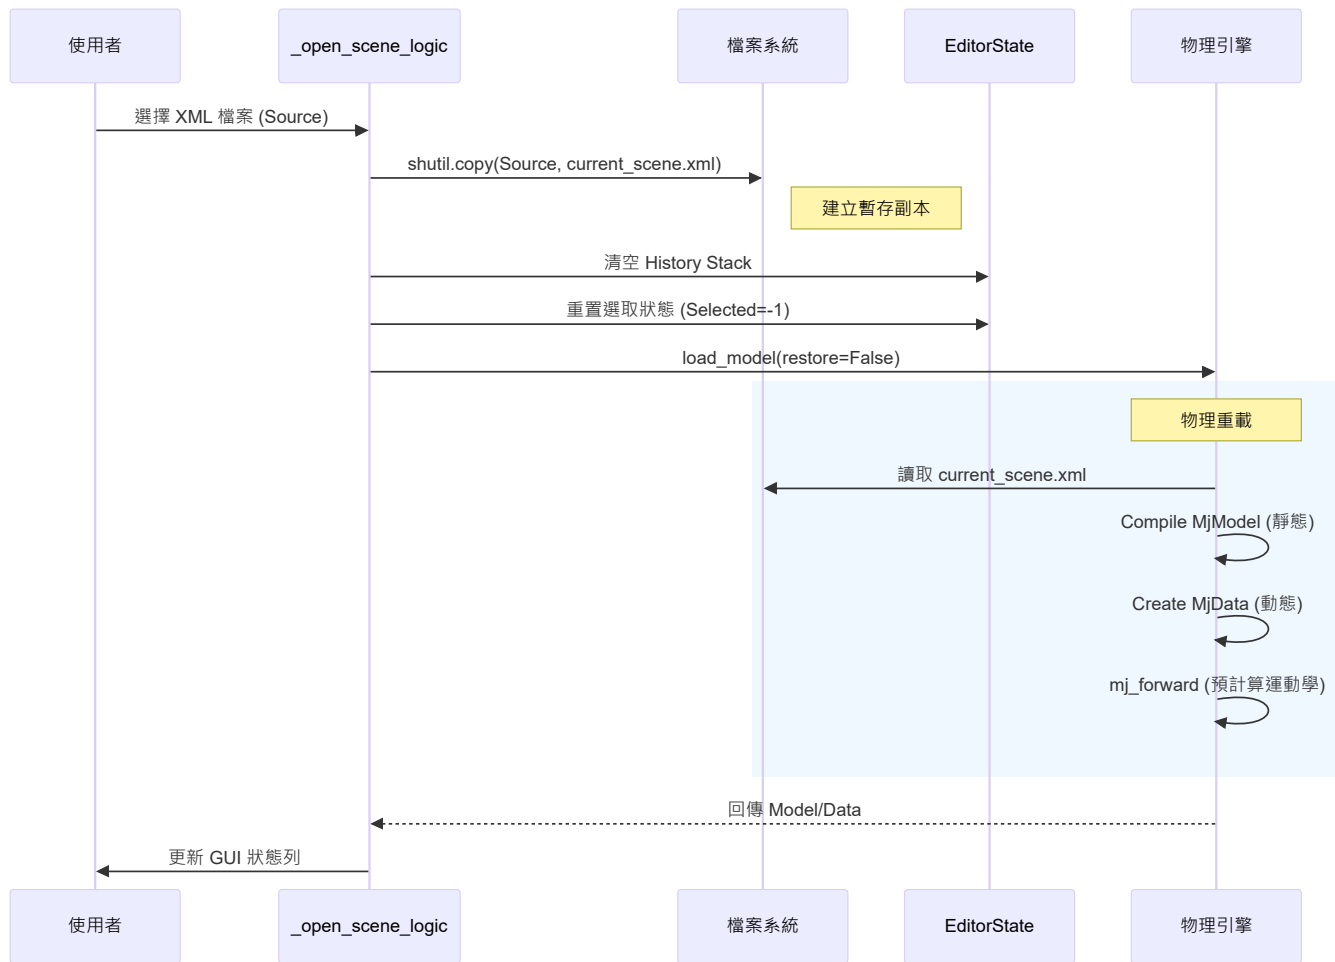 使用者
_open_scene_logic
檔案系統
EditorState
物理引擎
選擇 XML 檔案 (Source)
shutil.copy(Source, current_scene.xml)
建立暫存副本
清空 History Stack
重置選取狀態 (Selected=-1)
load_model(restore=False)
物理重載
讀取 current_scene.xml
Compile MjModel (靜態)
Create MjData (動態)
mj_forward (預計算運動學)
回傳 Model/Data
更新 GUI 狀態列
使用者
_open_scene_logic
檔案系統
EditorState
物理引擎